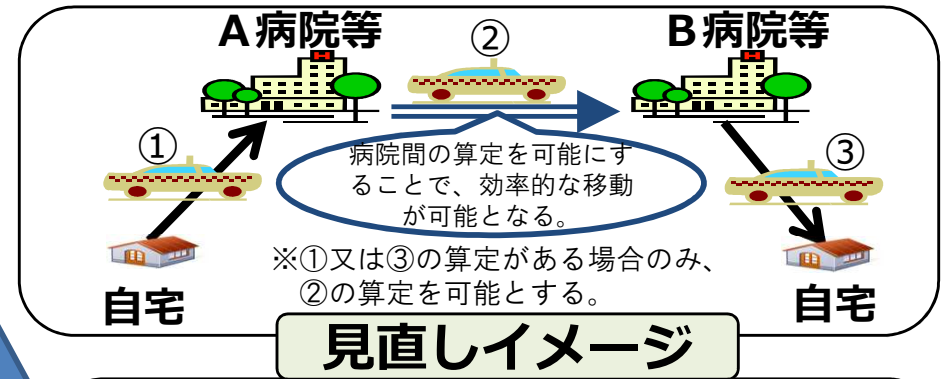 A病院等
②
B病院等
①
病院間の算定を可能にす
ることで、効率的な移動
が可能となる。
③
※①又は③の算定がある場合のみ、
②の算定を可能とする。
自宅
自宅
見直しイメージ